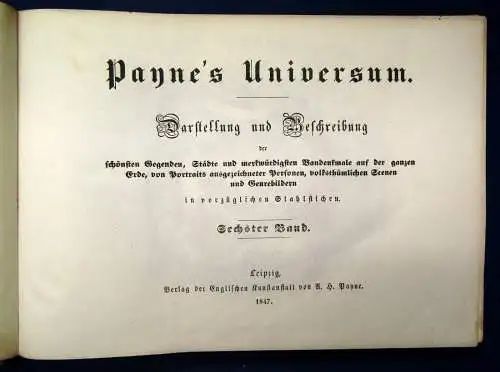 Payne's Universum.
Darstellung und Beschreibung
der
schönsten Gegenden, Städte und merkwürdigsten Baudenkmale auf der ganzen
Erde, von Portraits ausgezeichneter Personen, volksthümlichen Scenen
und Genrebildern
in vorzüglichen Stahlstichen.
Sechster Band.
Leipzig,
Verlag der Englischen Kunstanstalt von A. H. Payne.
1847.